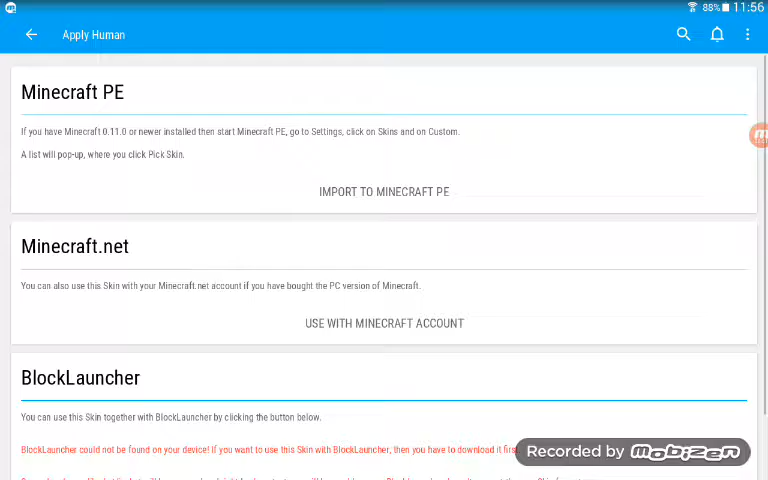 88% 11:56
Apply Human
Minecraft PE
If you have Minecraft 0.11.0 or newer installed then start Minecraft PE, go to Settings, click on Skins and on Custom.
A list will pop-up, where you click Pick Skin.
IMPORT TO MINECRAFT PE
Minecraft.net
You can also use this Skin with your Minecraft.net account if you have bought the PC version of Minecraft.
USE WITH MINECRAFT ACCOUNT
BlockLauncher
You can use this Skin together with BlockLauncher by clicking the button below.
BlockLauncher could not be found on your device! If you want to use this Skin with BlockLauncher, then you have to download it first
Recorded by mobizen